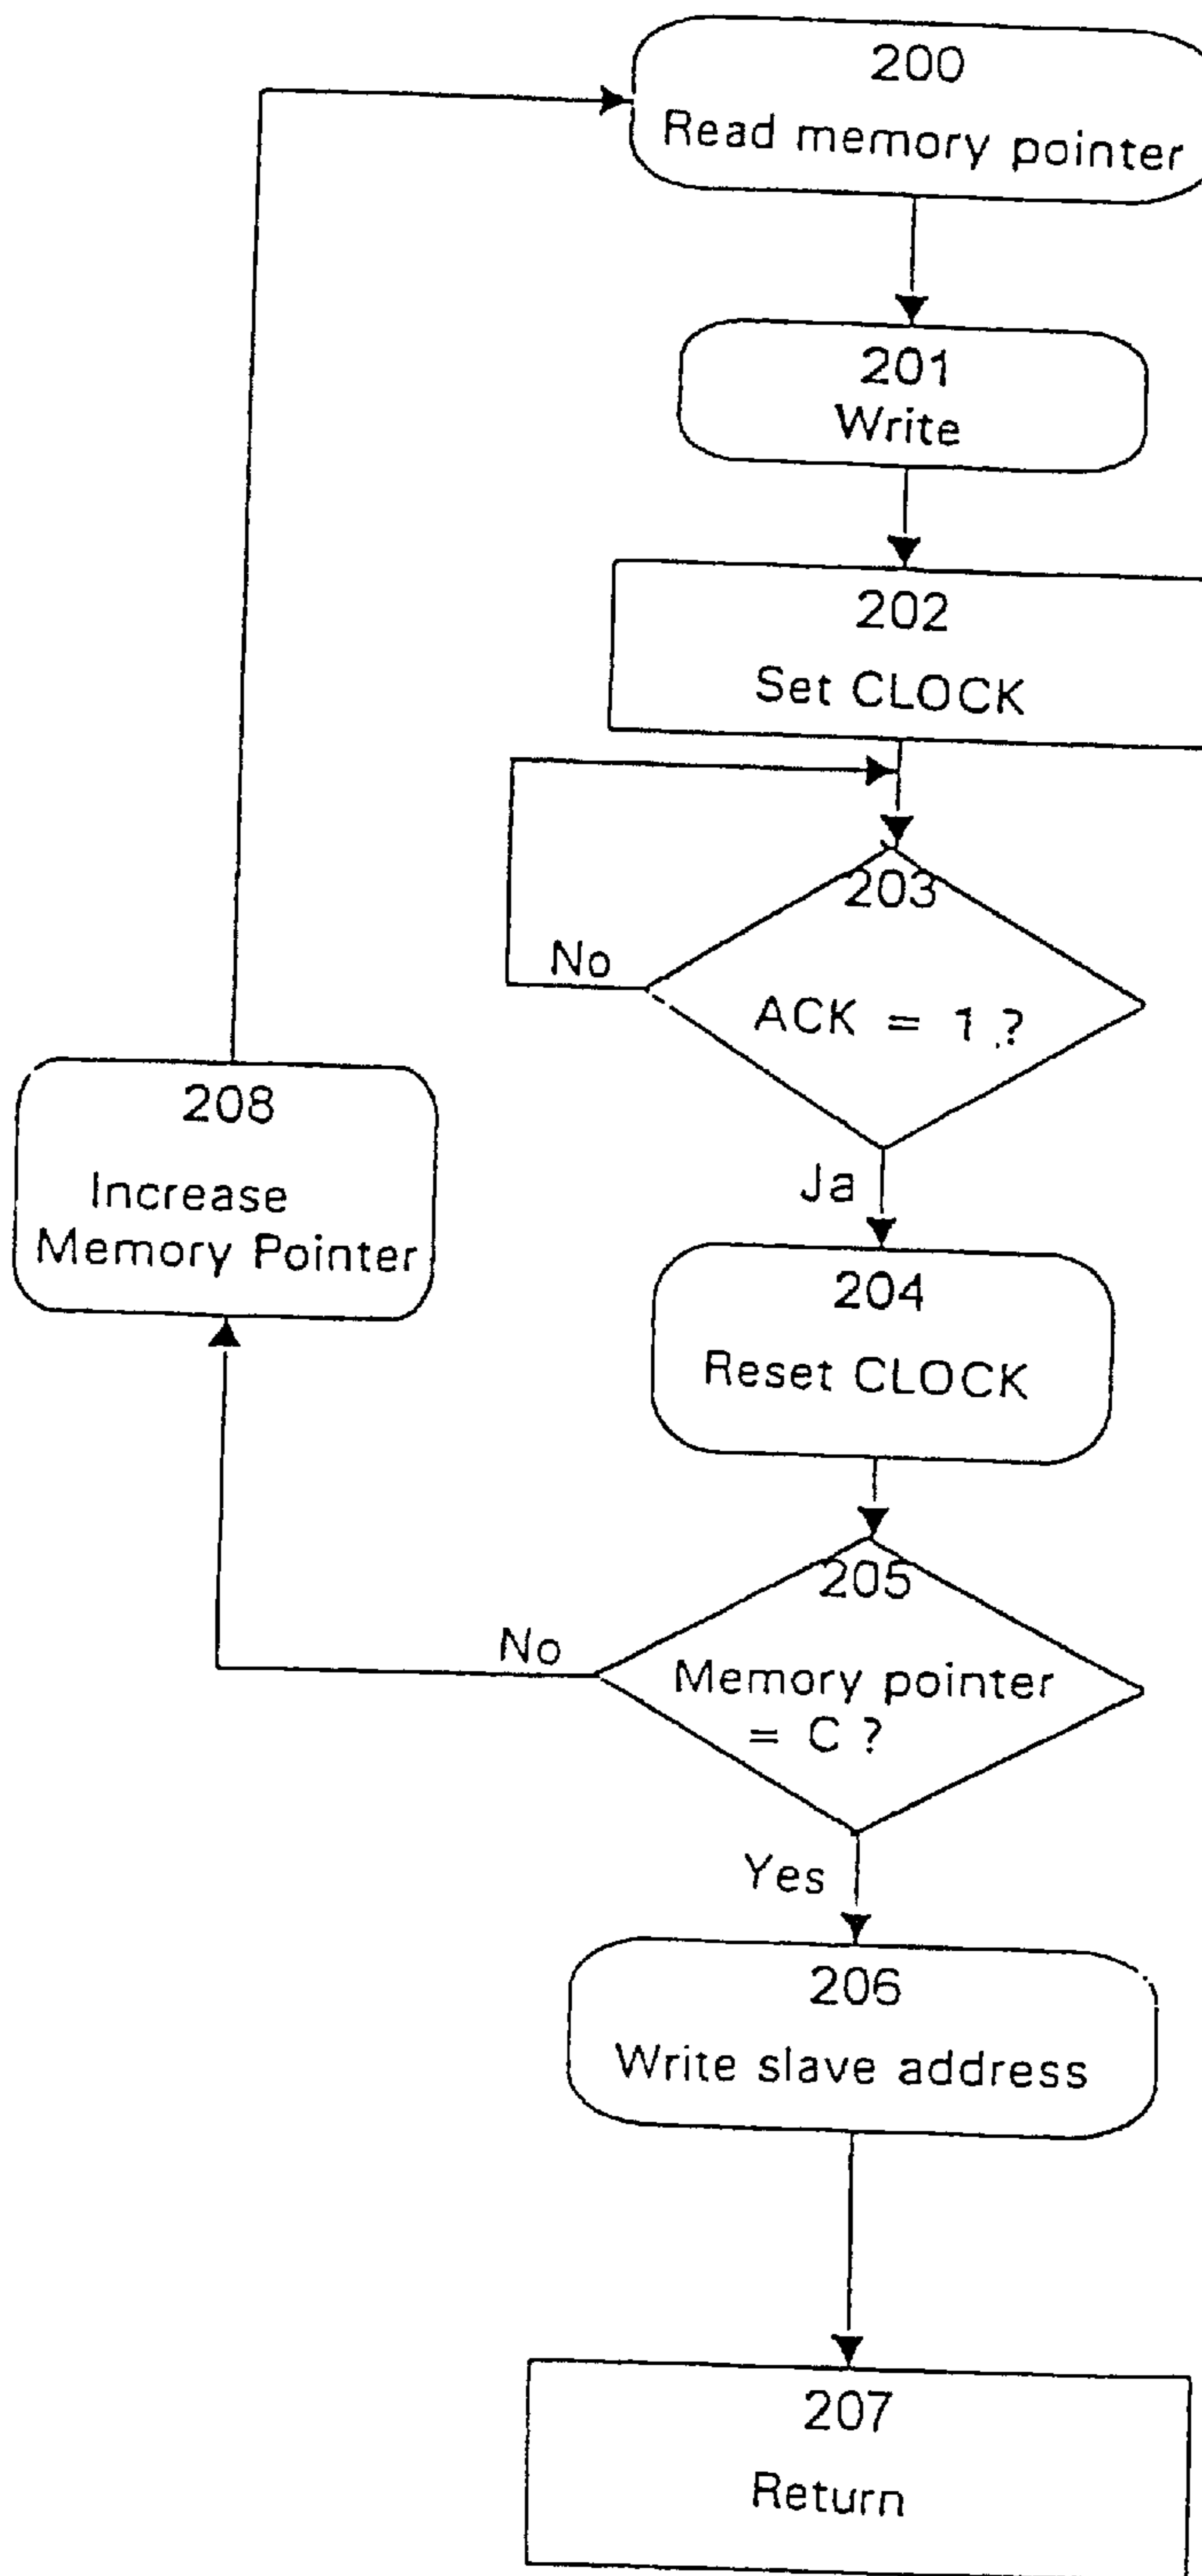 200
Read memory pointer
201
Write
202
Set CLOCK
203
No
ACK = 1 ?
Ja
208
Increase
Memory Pointer
204
Reset CLOCK
205
No
Memory pointer
= C ?
Yes
206
Write slave address
207
Return